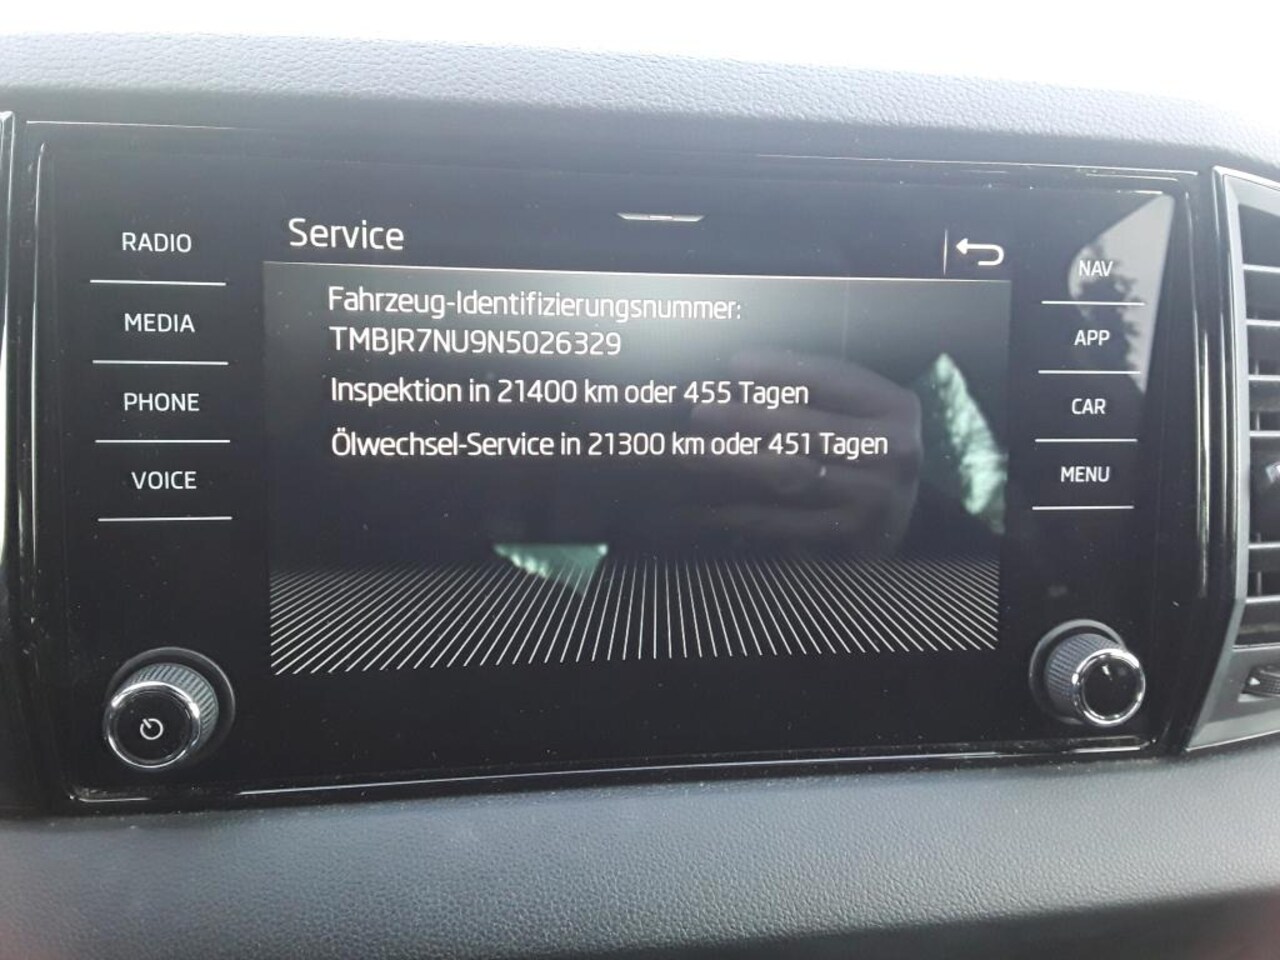 Service
RADIO
MEDIA
PHONE
VOICE
Fahrzeug-Identifizierungsnummer:
TMBJR7NU9N5026329
Inspektion in 21400 km oder 455 Tagen
Ölwechsel-Service in 21300 km oder 451 Tagen
NAV
APP
CAR
MENU